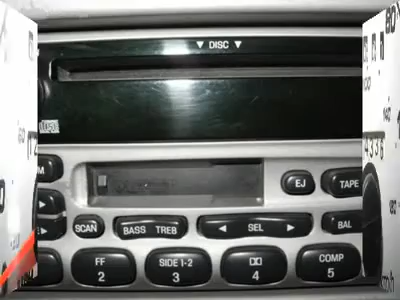 ▼ DISC ▼
EJ TAPE
SCAN BASS TREB ◀ SEL ▶ BAL
FF SIDE 1-2 COMP
2 3 4 5